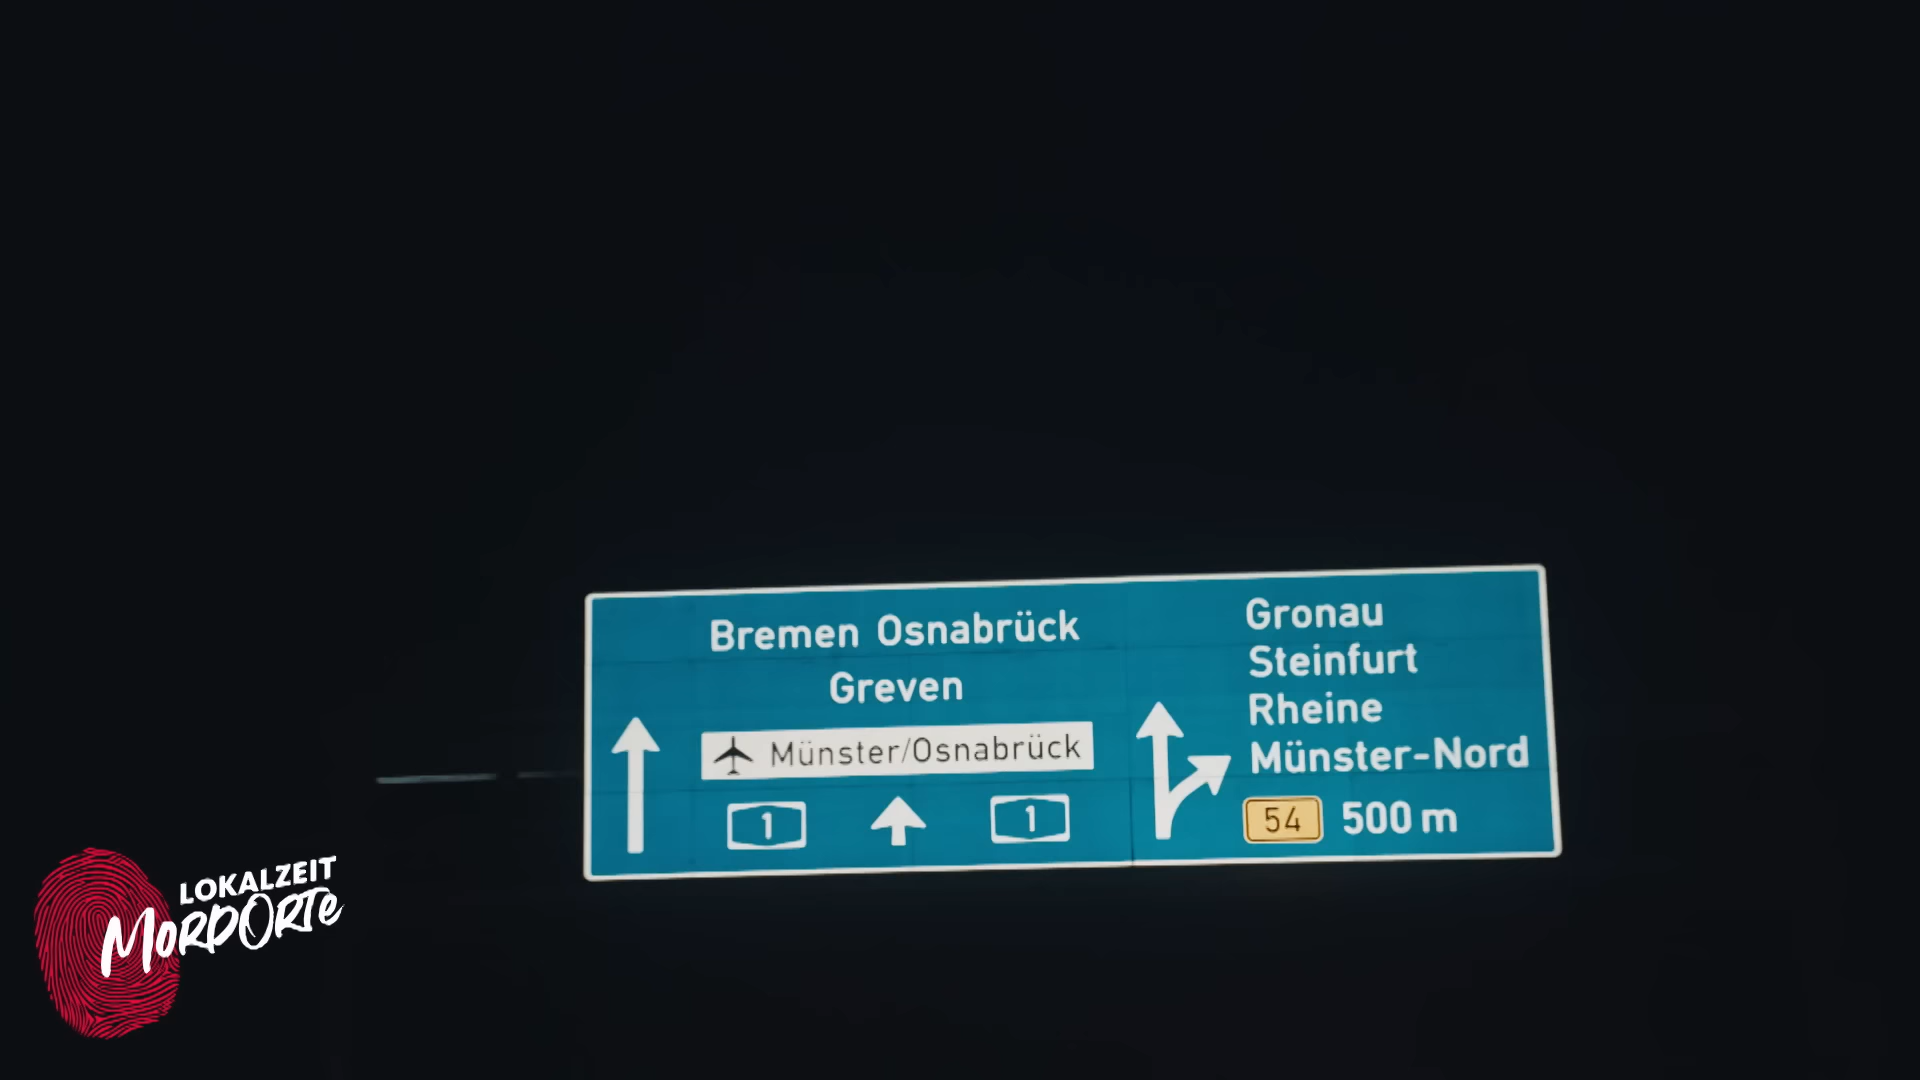 Bremen Osnabrück
Greven
Münster/Osnabrück
1 1
Gronau
Steinfurt
Rheine
Münster-Nord
54 500 m
LOKALZEIT
MORDORTE